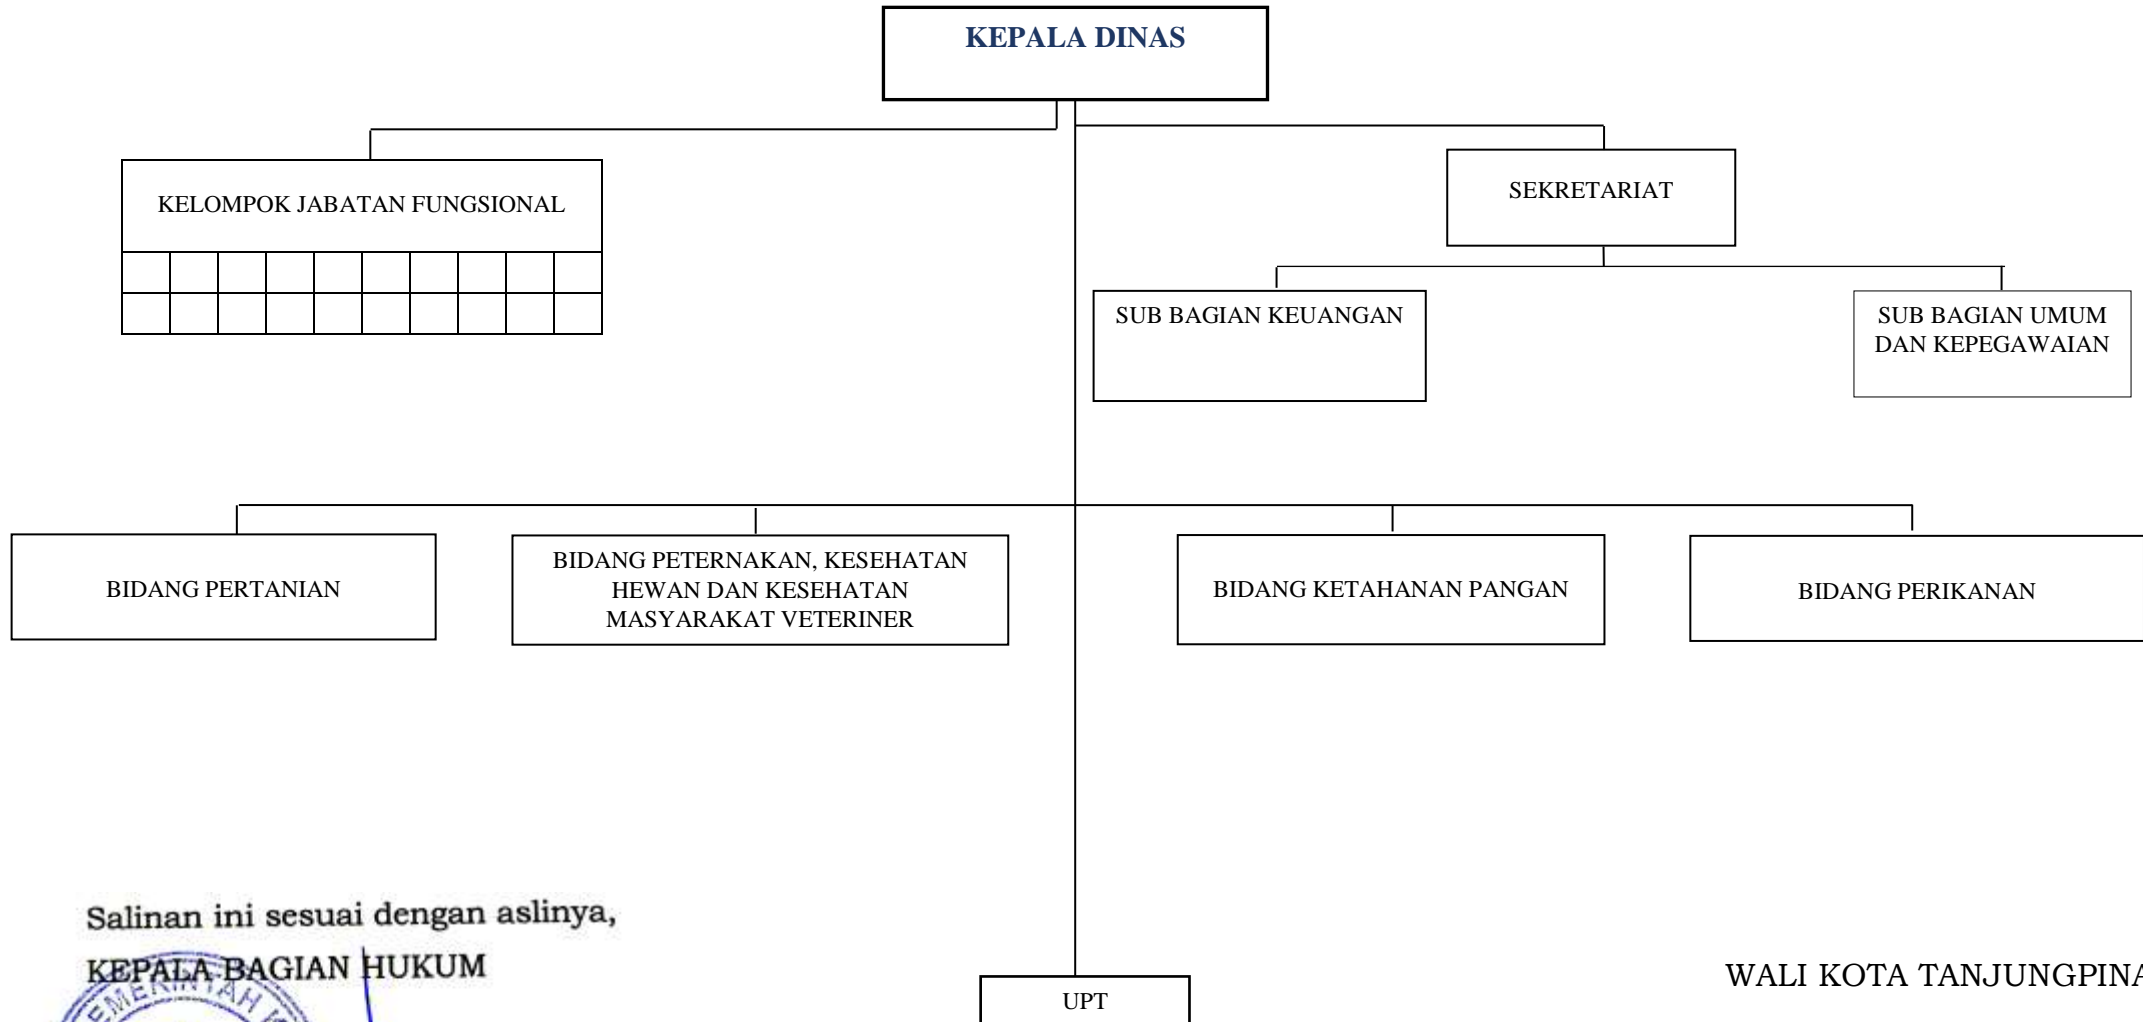 KEPALA DINAS
KELOMPOK JABATAN FUNGSIONAL
SEKRETARIAT
SUB BAGIAN KEUANGAN
SUB BAGIAN UMUM
DAN KEPEGAWAIAN
BIDANG PERTANIAN
BIDANG PETERNAKAN, KESEHATAN
HEWAN DAN KESEHATAN
MASYARAKAT VETERINER
BIDANG KETAHANAN PANGAN
BIDANG PERIKANAN
Salinan ini sesuai dengan aslinya,
KEPALA BAGIAN HUKUM
UPT
WALI KOTA TANJUNGPINA